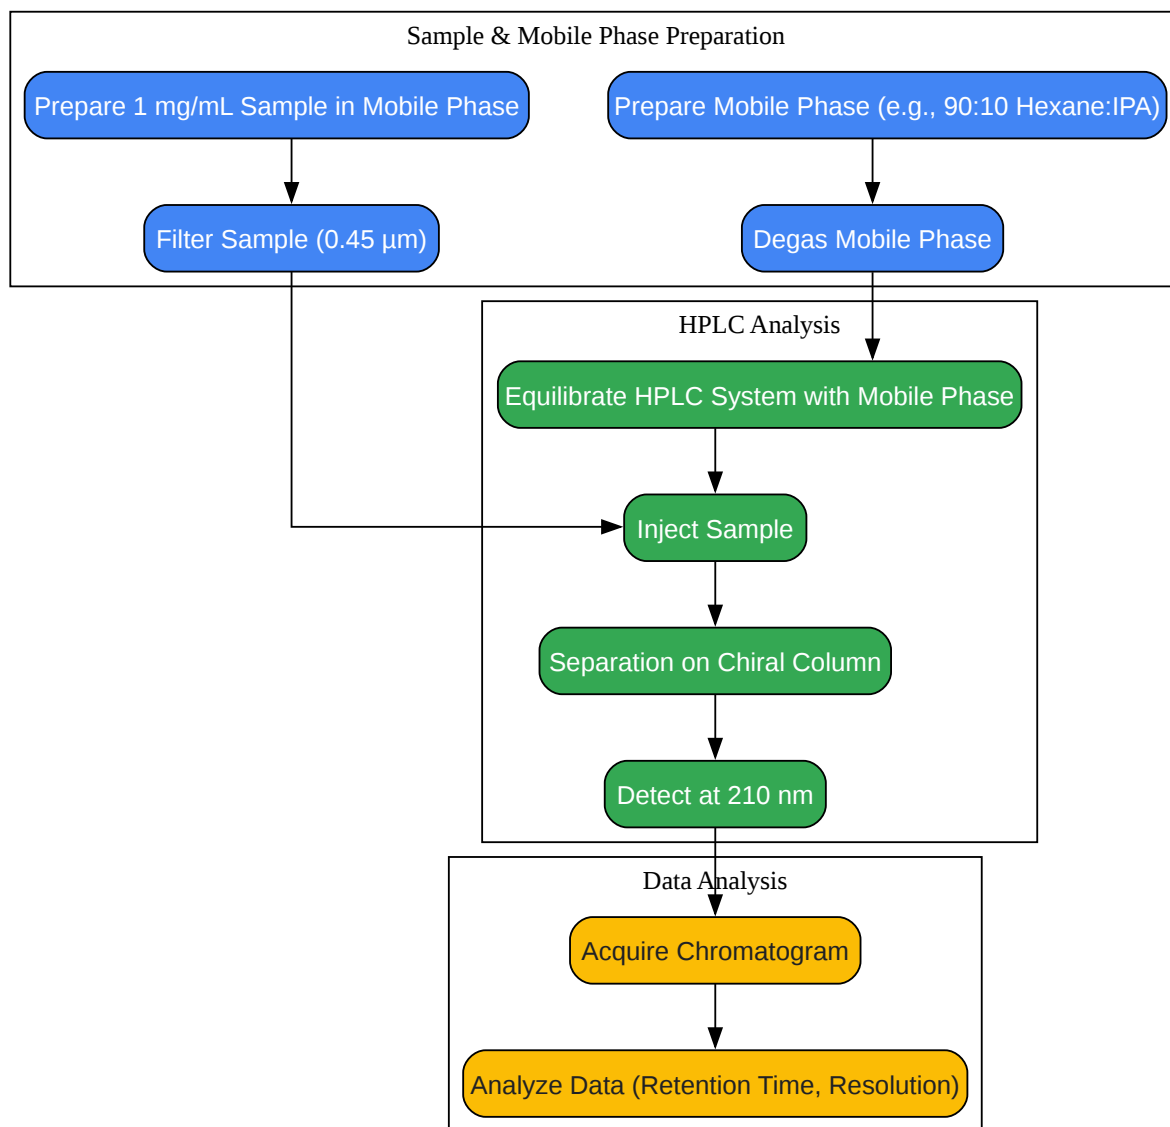 Sample & Mobile Phase Preparation
Prepare 1 mg/mL Sample in Mobile Phase
Prepare Mobile Phase (e.g., 90:10 Hexane:IPA)
Filter Sample (0.45 µm)
Degas Mobile Phase
HPLC Analysis
Equilibrate HPLC System with Mobile Phase
Inject Sample
Separation on Chiral Column
Detect at 210 nm
Data Analysis
Acquire Chromatogram
Analyze Data (Retention Time, Resolution)